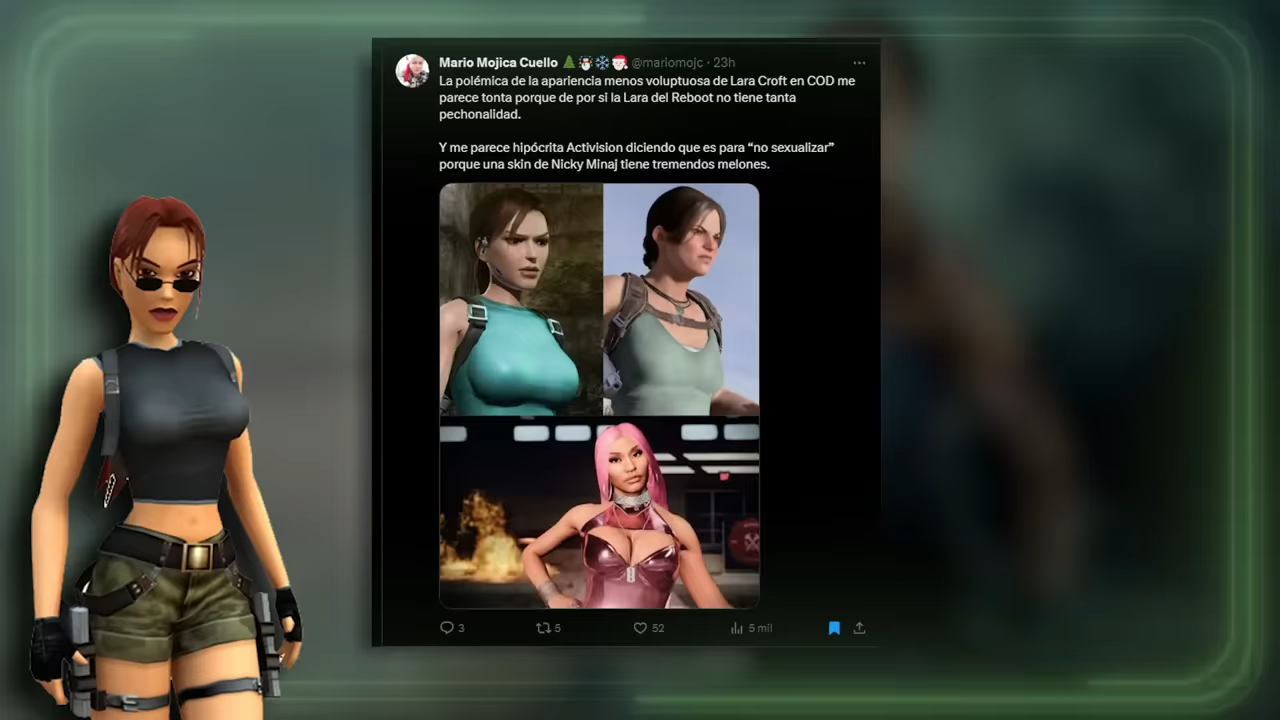 Mario Mojica Cuello 🎄☃️❄️🎅 @mariomojc · 23h
La polémica de la apariencia menos voluptuosa de Lara Croft en COD me
parece tonta porque de por si la Lara del Reboot no tiene tanta
pechonalidad.
Y me parece hipócrita Activision diciendo que es para “no sexualizar”
porque una skin de Nicky Minaj tiene tremendos melones.
3 5 52 5 mil